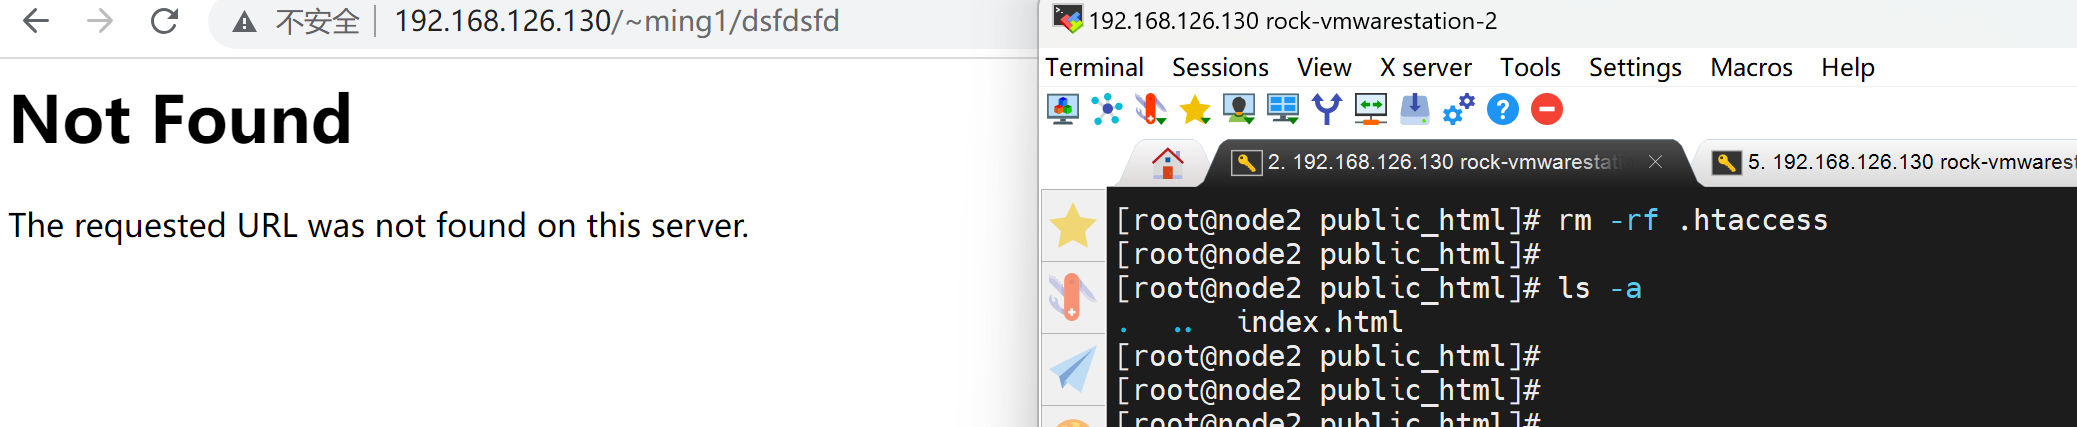 不安全 192.168.126.130/~ming1/dsfdsfd
Not Found
The requested URL was not found on this server.
192.168.126.130 rock-vmwarestation-2
Terminal Sessions View X server Tools Settings Macros Help
2. 192.168.126.130 rock-vmwarestat
5. 192.168.126.130 rock-vmwarest
[root@node2 public_html]# rm -rf .htaccess
[root@node2 public_html]#
[root@node2 public_html]# ls -a
. .. index.html
[root@node2 public_html]#
[root@node2 public_html]#
[root@node2 public_html]#